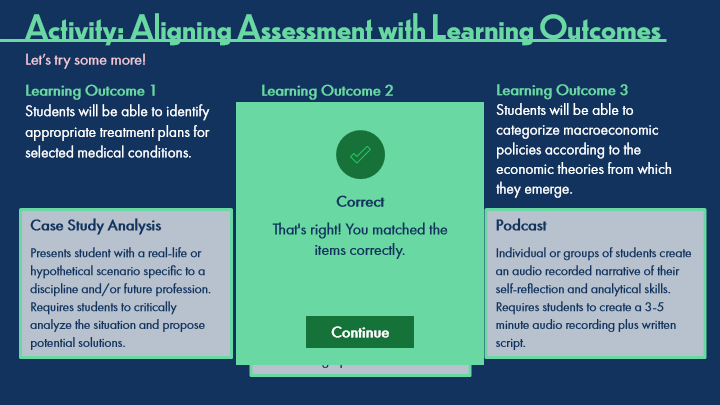 Activity: Aligning Assessment with Learning Outcomes
Let's try some more!
Learning Outcome 1
Students will be able to identify
appropriate treatment plans for
selected medical conditions.
Case Study Analysis
Presents student with a real-life or
hypothetical scenario specific to a
discipline and/or future profession.
Requires students to critically
analyze the situation and propose
potential solutions.
Learning Outcome 2
Correct
That's right! You matched the
items correctly.
Continue
Learning Outcome 3
Students will be able to
categorize macroeconomic
policies according to the
economic theories from which
they emerge.
Podcast
Individual or groups of students create
an audio recorded narrative of their
self-reflection and analytical skills.
Requires students to create a 3-5
minute audio recording plus written
script.